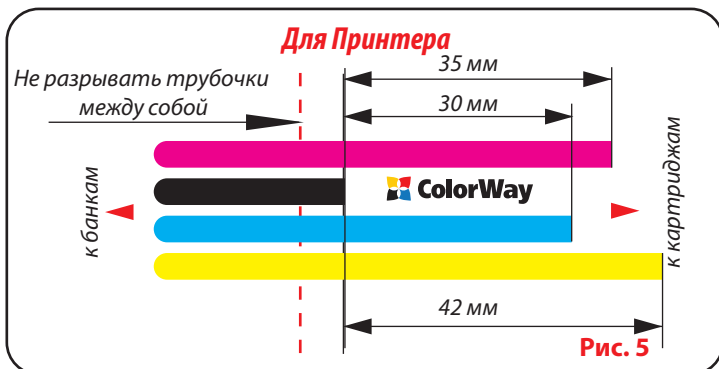 Для Принтера
Не разрывать трубочки
между собой
35 мм
30 мм
ColorWay
к банкам
к картриджам
42 мм
Рис. 5